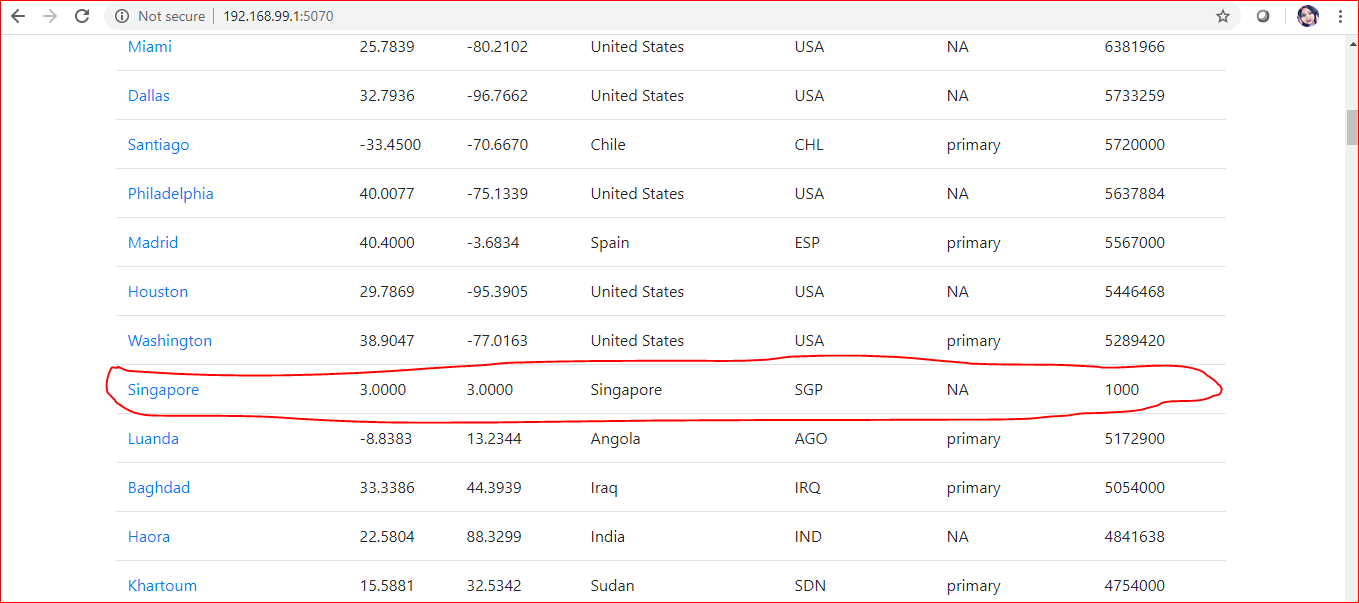 Not secure | 192.168.99.1:5070
Miami 25.7839 -80.2102 United States USA NA 6381966
Dallas 32.7936 -96.7662 United States USA NA 5733259
Santiago -33.4500 -70.6670 Chile CHL primary 5720000
Philadelphia 40.0077 -75.1339 United States USA NA 5637884
Madrid 40.4000 -3.6834 Spain ESP primary 5567000
Houston 29.7869 -95.3905 United States USA NA 5446468
Washington 38.9047 -77.0163 United States USA primary 5289420
Singapore 3.0000 3.0000 Singapore SGP NA 1000
Luanda -8.8383 13.2344 Angola AGO primary 5172900
Baghdad 33.3386 44.3939 Iraq IRQ primary 5054000
Haora 22.5804 88.3299 India IND NA 4841638
Khartoum 15.5881 32.5342 Sudan SDN primary 4754000